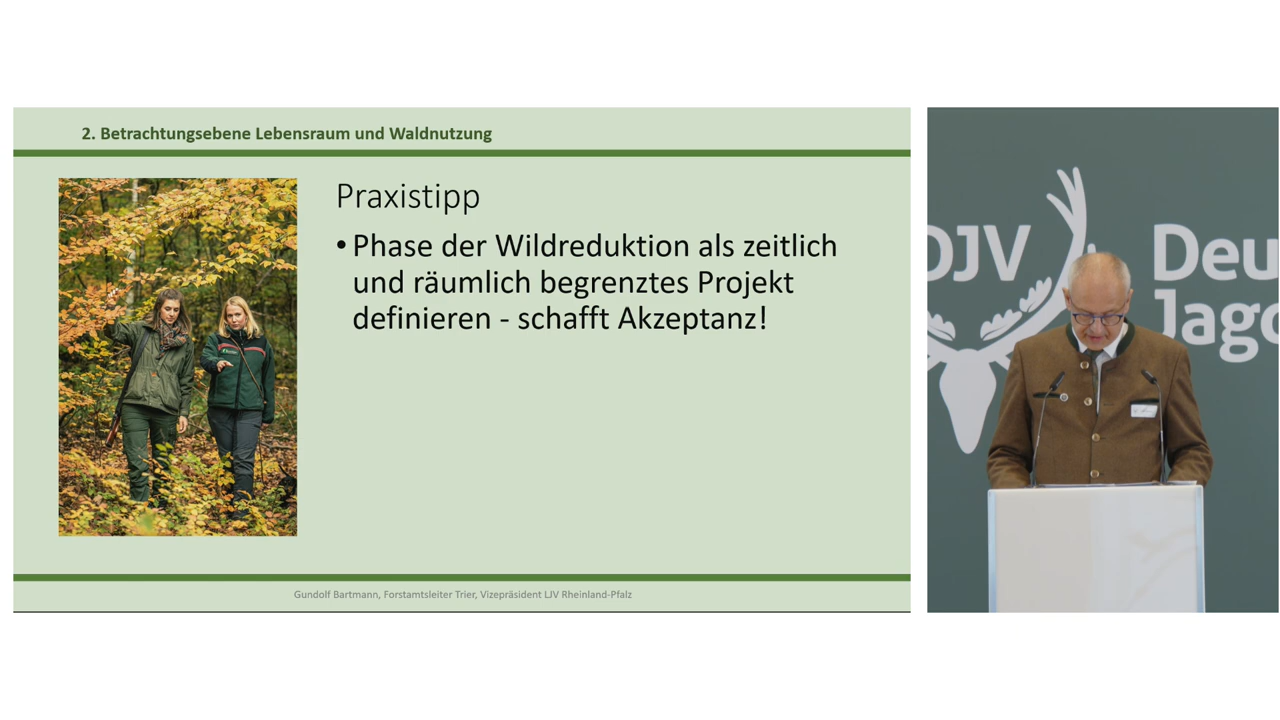 2. Betrachtungsebene Lebensraum und Waldnutzung
Praxistipp
• Phase der Wildreduktion als zeitlich
und räumlich begrenztes Projekt
definieren - schafft Akzeptanz!
Gundolf Bartmann, Forstamtsleiter Trier, Vizepräsident LJV Rheinland-Pfalz
DJV
Deu
Jagd